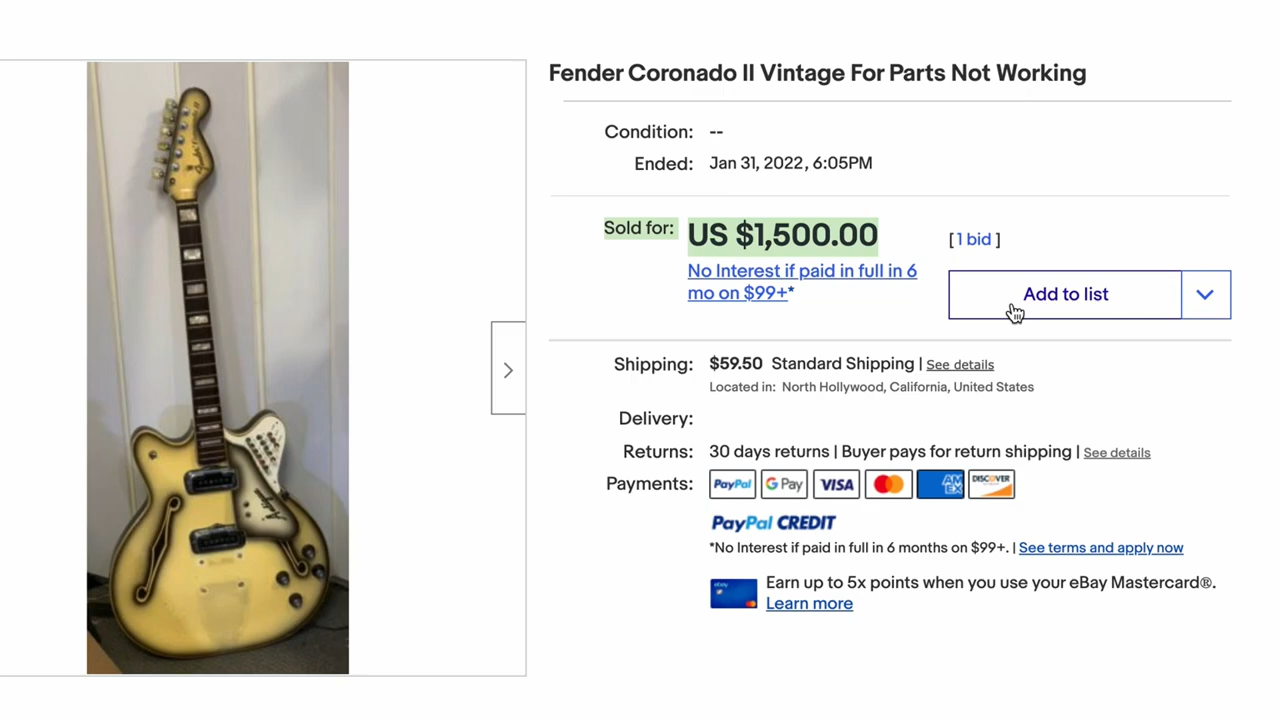 Fender Coronado II Vintage For Parts Not Working
Condition: --
Ended: Jan 31, 2022, 6:05PM
Sold for: US $1,500.00 [ 1 bid ]
No Interest if paid in full in 6
mo on $99+*
Add to list
Shipping: $59.50 Standard Shipping | See details
Located in: North Hollywood, California, United States
Delivery:
Returns: 30 days returns | Buyer pays for return shipping | See details
Payments: PayPal G Pay VISA AM EX DISCOVER
PayPal CREDIT
*No Interest if paid in full in 6 months on $99+. | See terms and apply now
ebay
Earn up to 5x points when you use your eBay Mastercard®.
Learn more
Fender